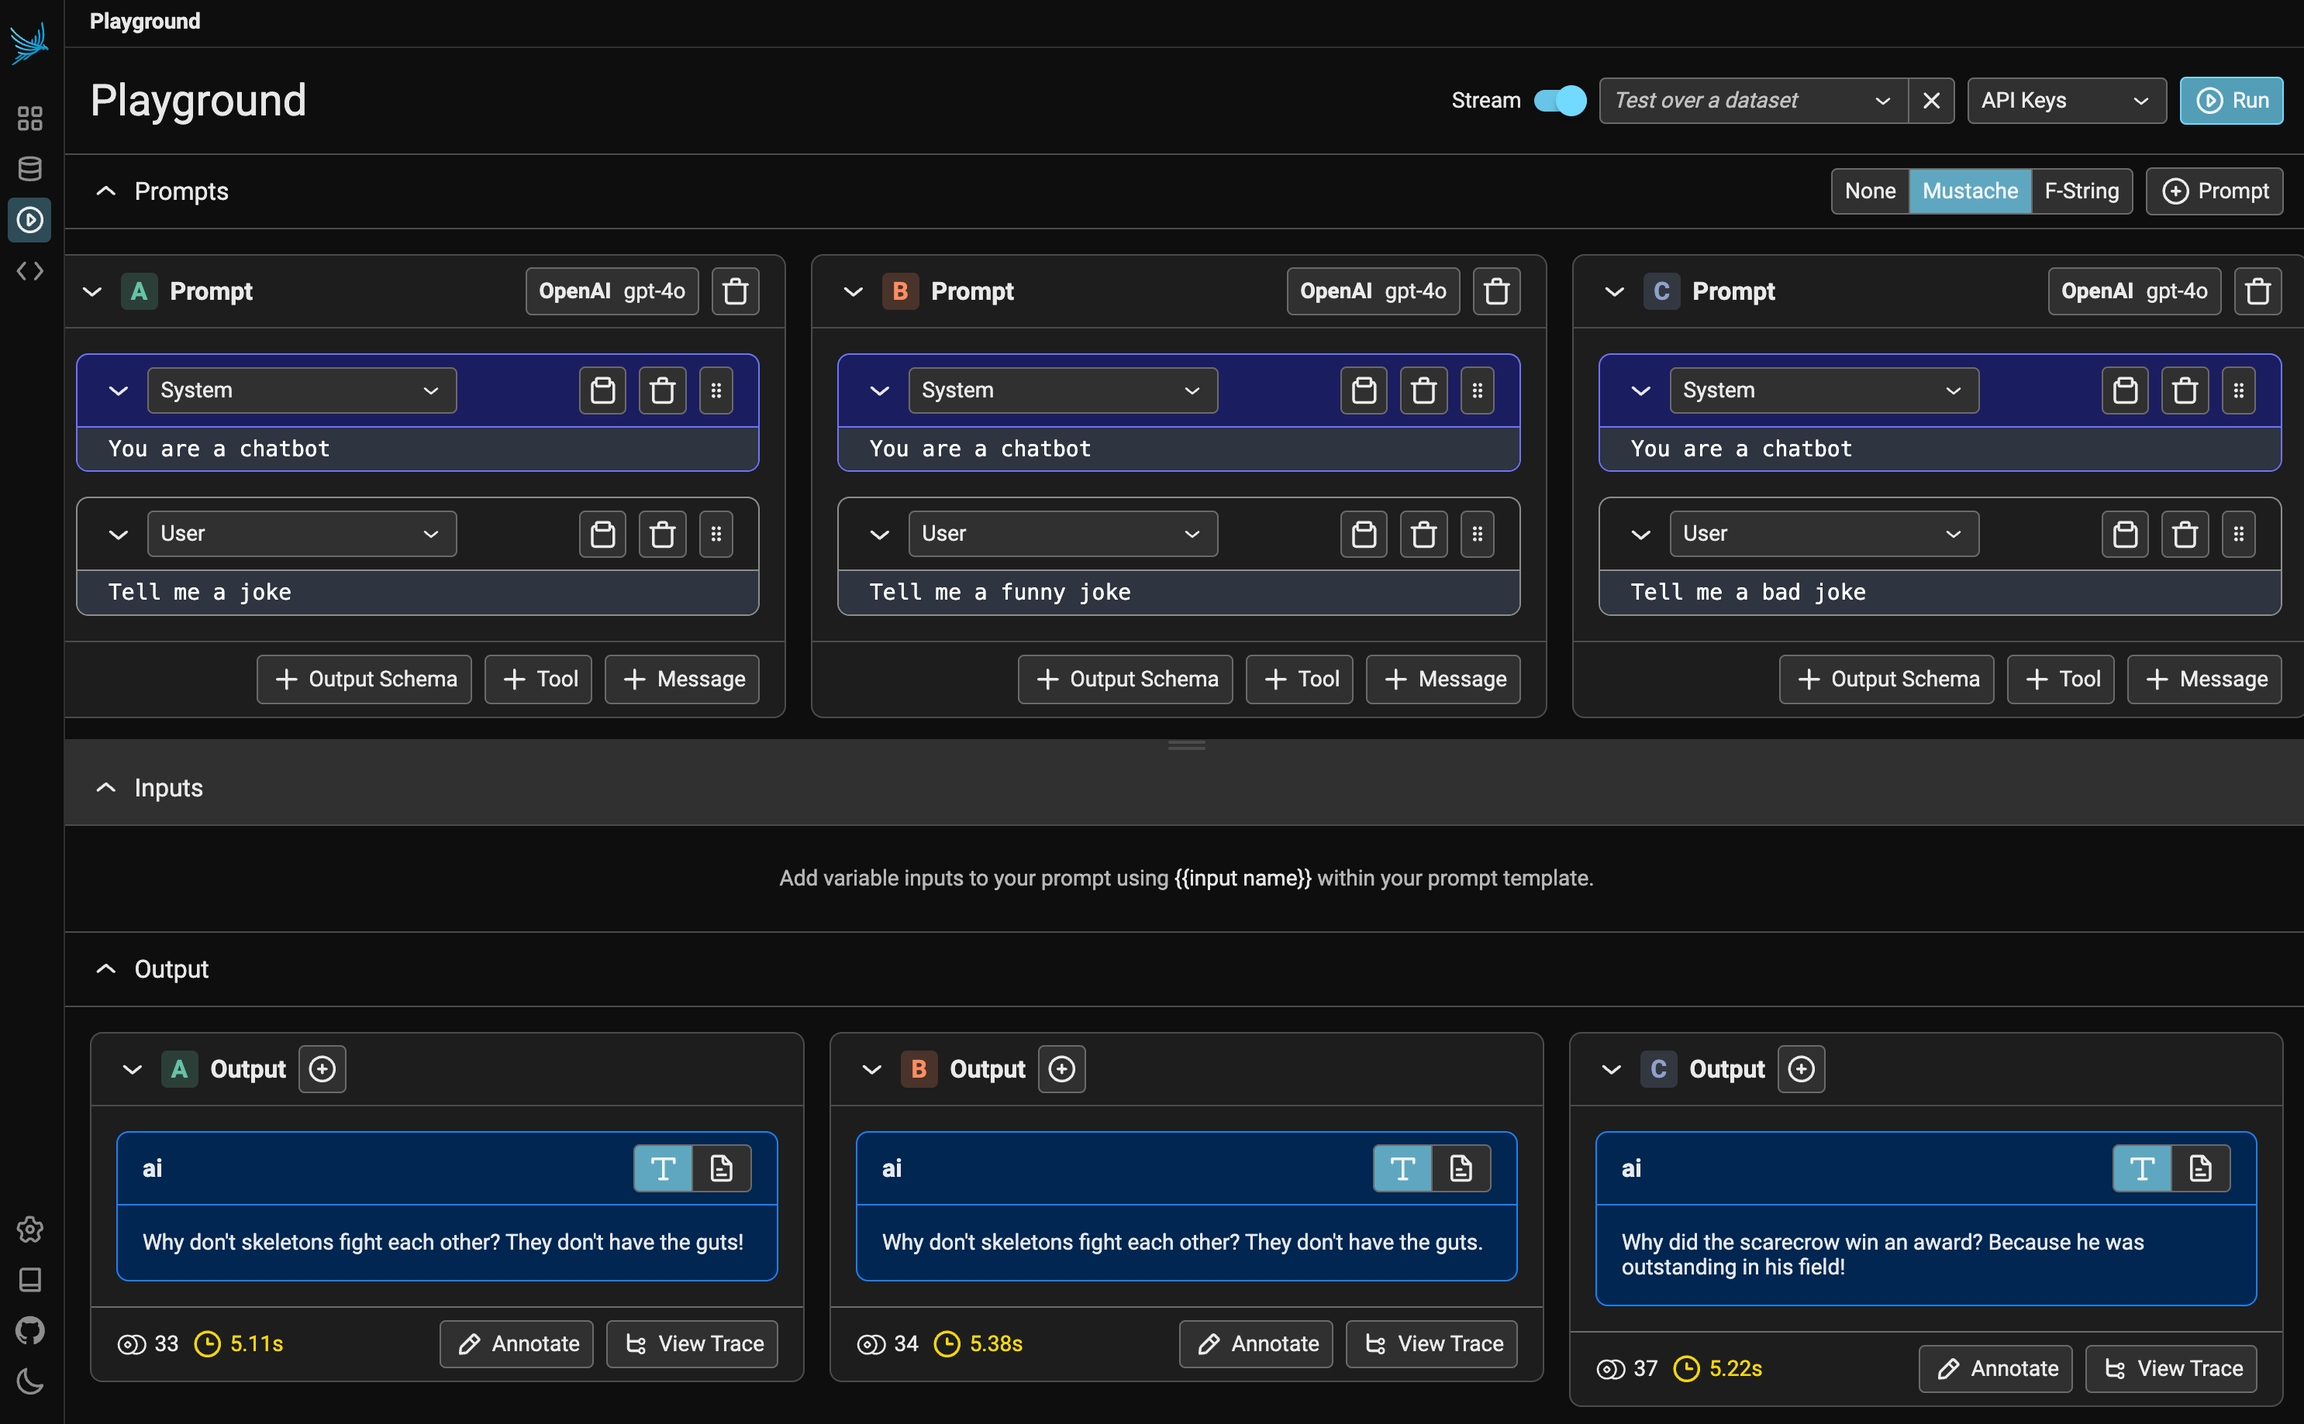 Playground
Playground
Stream
Test over a dataset
API Keys
Run
Prompts
None
Mustache
F-String
Prompt
A Prompt
OpenAI gpt-4o
System
You are a chatbot
User
Tell me a joke
Output Schema
Tool
Message
B Prompt
OpenAI gpt-4o
System
You are a chatbot
User
Tell me a funny joke
Output Schema
Tool
Message
C Prompt
OpenAI gpt-4o
System
You are a chatbot
User
Tell me a bad joke
Output Schema
Tool
Message
Inputs
Add variable inputs to your prompt using {{input name}} within your prompt template.
Output
A Output
ai
T
Why don't skeletons fight each other? They don't have the guts!
33
5.11s
Annotate
View Trace
B Output
ai
T
Why don't skeletons fight each other? They don't have the guts.
34
5.38s
Annotate
View Trace
C Output
ai
T
Why did the scarecrow win an award? Because he was
outstanding in his field!
37
5.22s
Annotate
View Trace